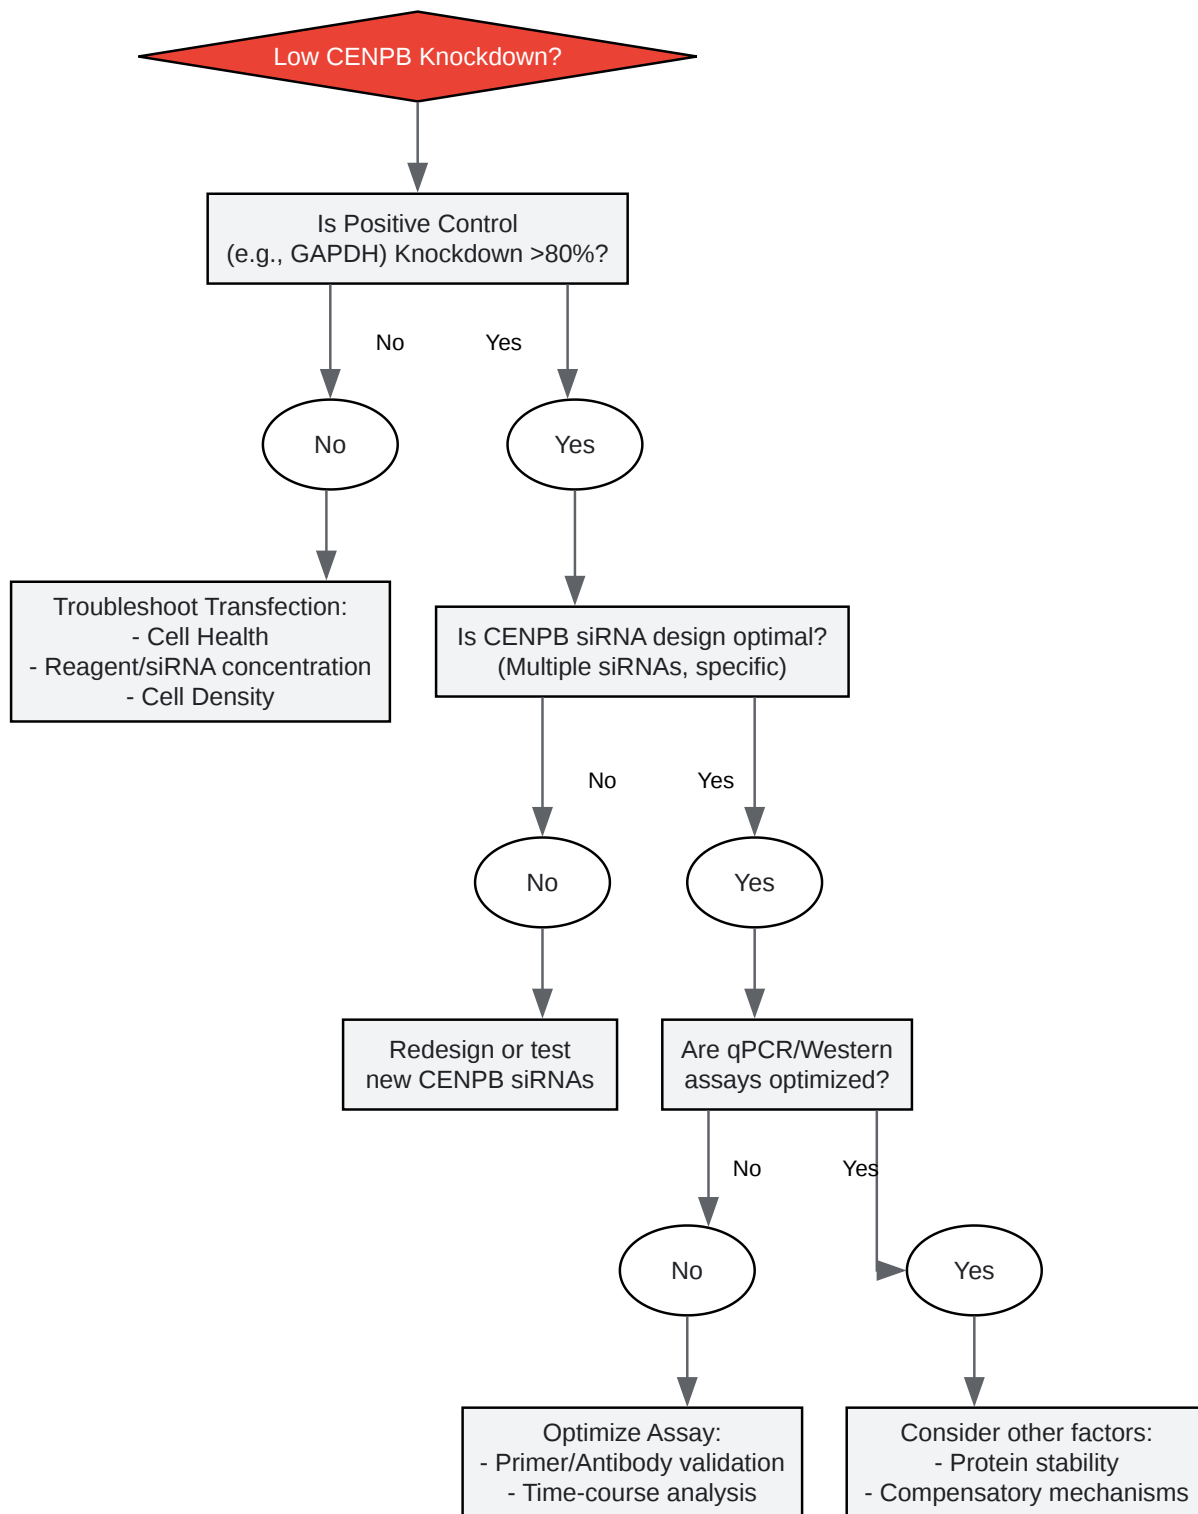 Low CENPB Knockdown?
Is Positive Control
(e.g., GAPDH) Knockdown >80%?
No
Yes
No
Yes
Troubleshoot Transfection:
- Cell Health
- Reagent/siRNA concentration
- Cell Density
Is CENPB siRNA design optimal?
(Multiple siRNAs, specific)
No
Yes
No
Yes
Redesign or test
new CENPB siRNAs
Are qPCR/Western
assays optimized?
No
Yes
No
Yes
Optimize Assay:
- Primer/Antibody validation
- Time-course analysis
Consider other factors:
- Protein stability
- Compensatory mechanisms